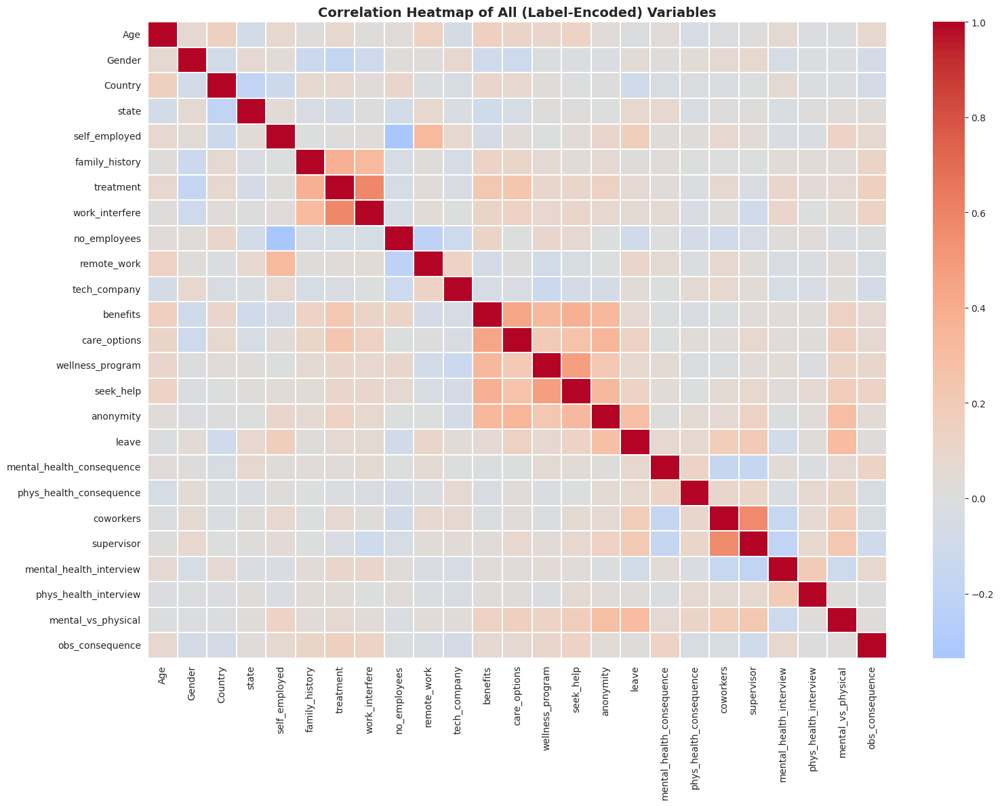 Correlation Heatmap of All (Label-Encoded) Variables
Age
Gender
Country
state
self_employed
family_history
treatment
work_interfere
no_employees
remote_work
tech_company
benefits
care_options
wellness_program
seek_help
anonymity
leave
mental_health_consequence
phys_health_consequence
coworkers
supervisor
mental_health_interview
phys_health_interview
mental_vs_physical
obs_consequence
Age
Gender
Country
state
self_employed
family_history
treatment
work_interfere
no_employees
remote_work
tech_company
benefits
care_options
wellness_program
seek_help
anonymity
leave
mental_health_consequence
phys_health_consequence
coworkers
supervisor
mental_health_interview
phys_health_interview
mental_vs_physical
obs_consequence
1.0
0.8
0.6
0.4
0.2
0.0
−0.2